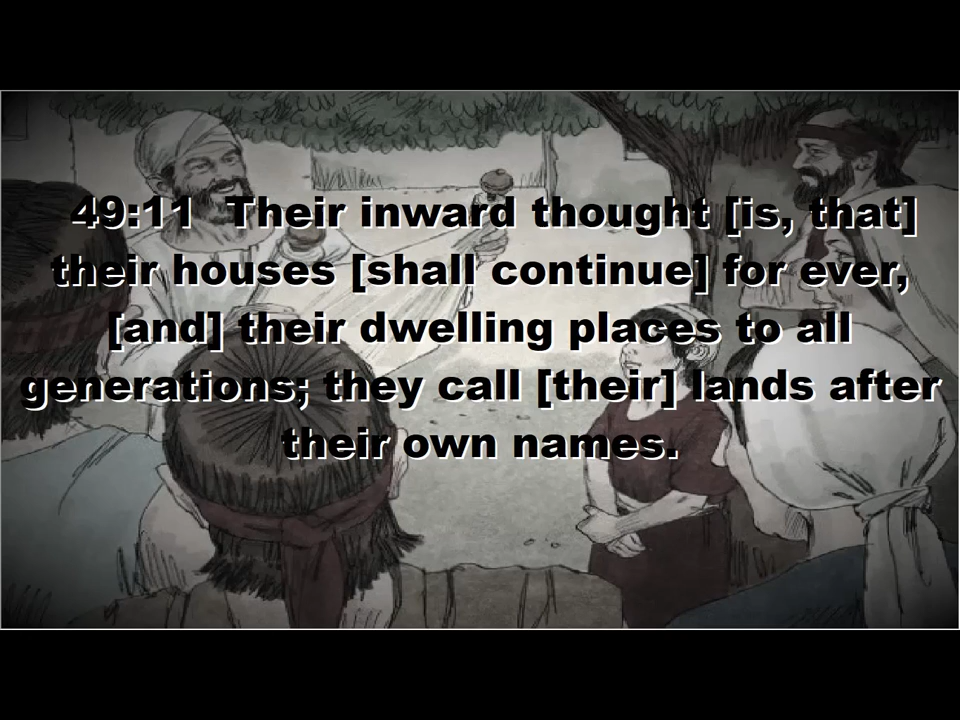 49:11 Their inward thought [is, that]
their houses [shall continue] for ever,
[and] their dwelling places to all
generations; they call [their] lands after
their own names.